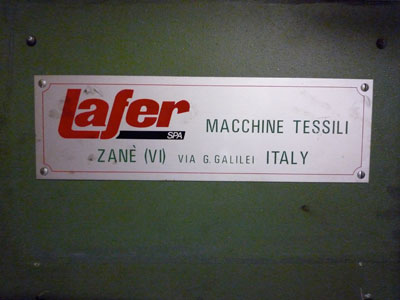 Lafer SPA MACCHINE TESSILI
ZANÈ (VI) VIA G. GALILEI ITALY